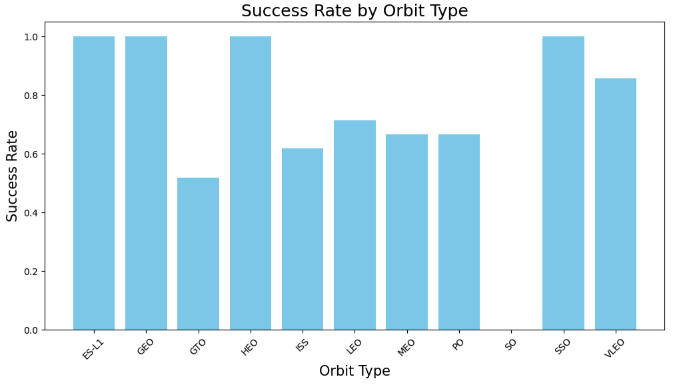 Success Rate by Orbit Type
Success Rate
1.0
0.8
0.6
0.4
0.2
0.0
ES-L1
GEO
GTO
HEO
ISS
LEO
MEO
PO
SO
SSO
VLEO
Orbit Type